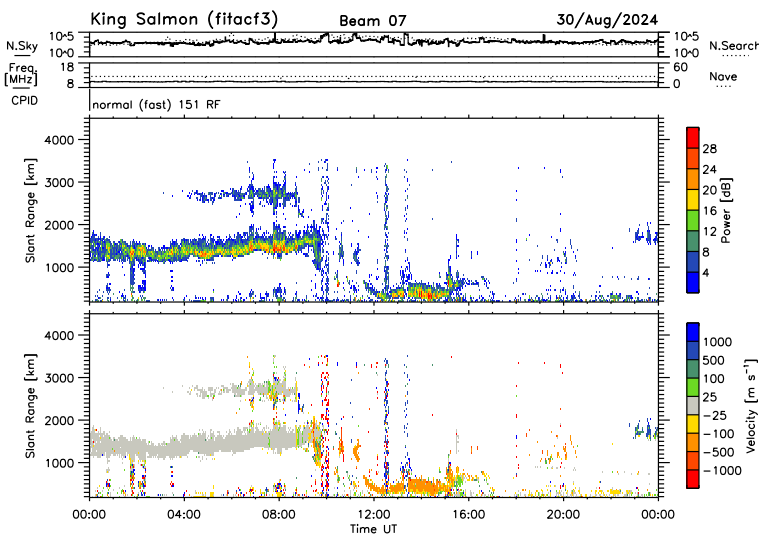 King Salmon (fitacf3) Beam 07 30/Aug/2024
N.Sky 10^5 10^0 10^5 10^0 N.Search
Freq. [MHz] 18 8 60 0 Nave
CPID normal (fast) 151 RF
Slant Range [km] 4000 3000 2000 1000
28 24 20 16 12 8 4 Power [dB]
Slant Range [km] 4000 3000 2000 1000
1000 500 100 25 -25 -100 -500 -1000 Velocity [m s⁻¹]
00:00 04:00 08:00 12:00 16:00 20:00 00:00
Time UT